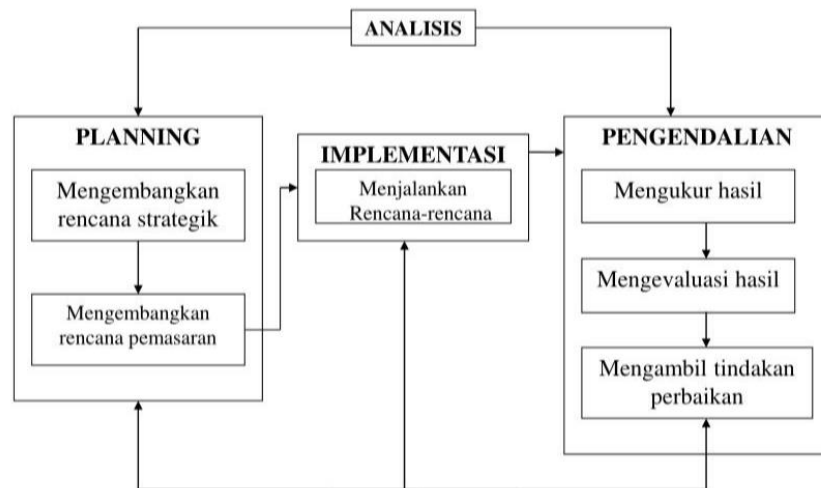 ANALISIS
PLANNING
Mengembangkan
rencana strategik
Mengembangkan
rencana pemasaran
IMPLEMENTASI
Menjalankan
Rencana-rencana
PENGENDALIAN
Mengukur hasil
Mengevaluasi hasil
Mengambil tindakan
perbaikan